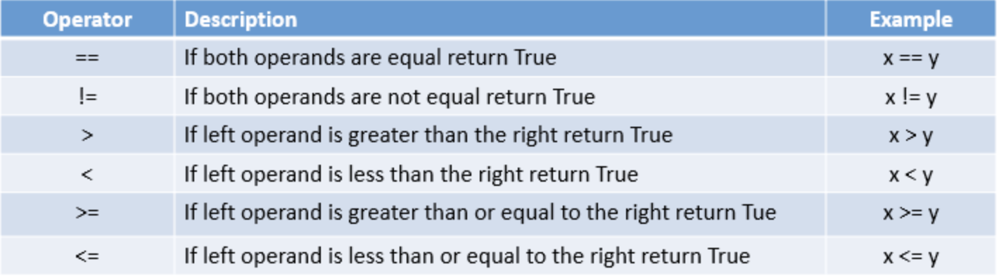 Operator Description Example
== If both operands are equal return True x == y
!= If both operands are not equal return True x != y
> If left operand is greater than the right return True x > y
< If left operand is less than the right return True x < y
>= If left operand is greater than or equal to the right return Tue x >= y
<= If left operand is less than or equal to the right return True x <= y